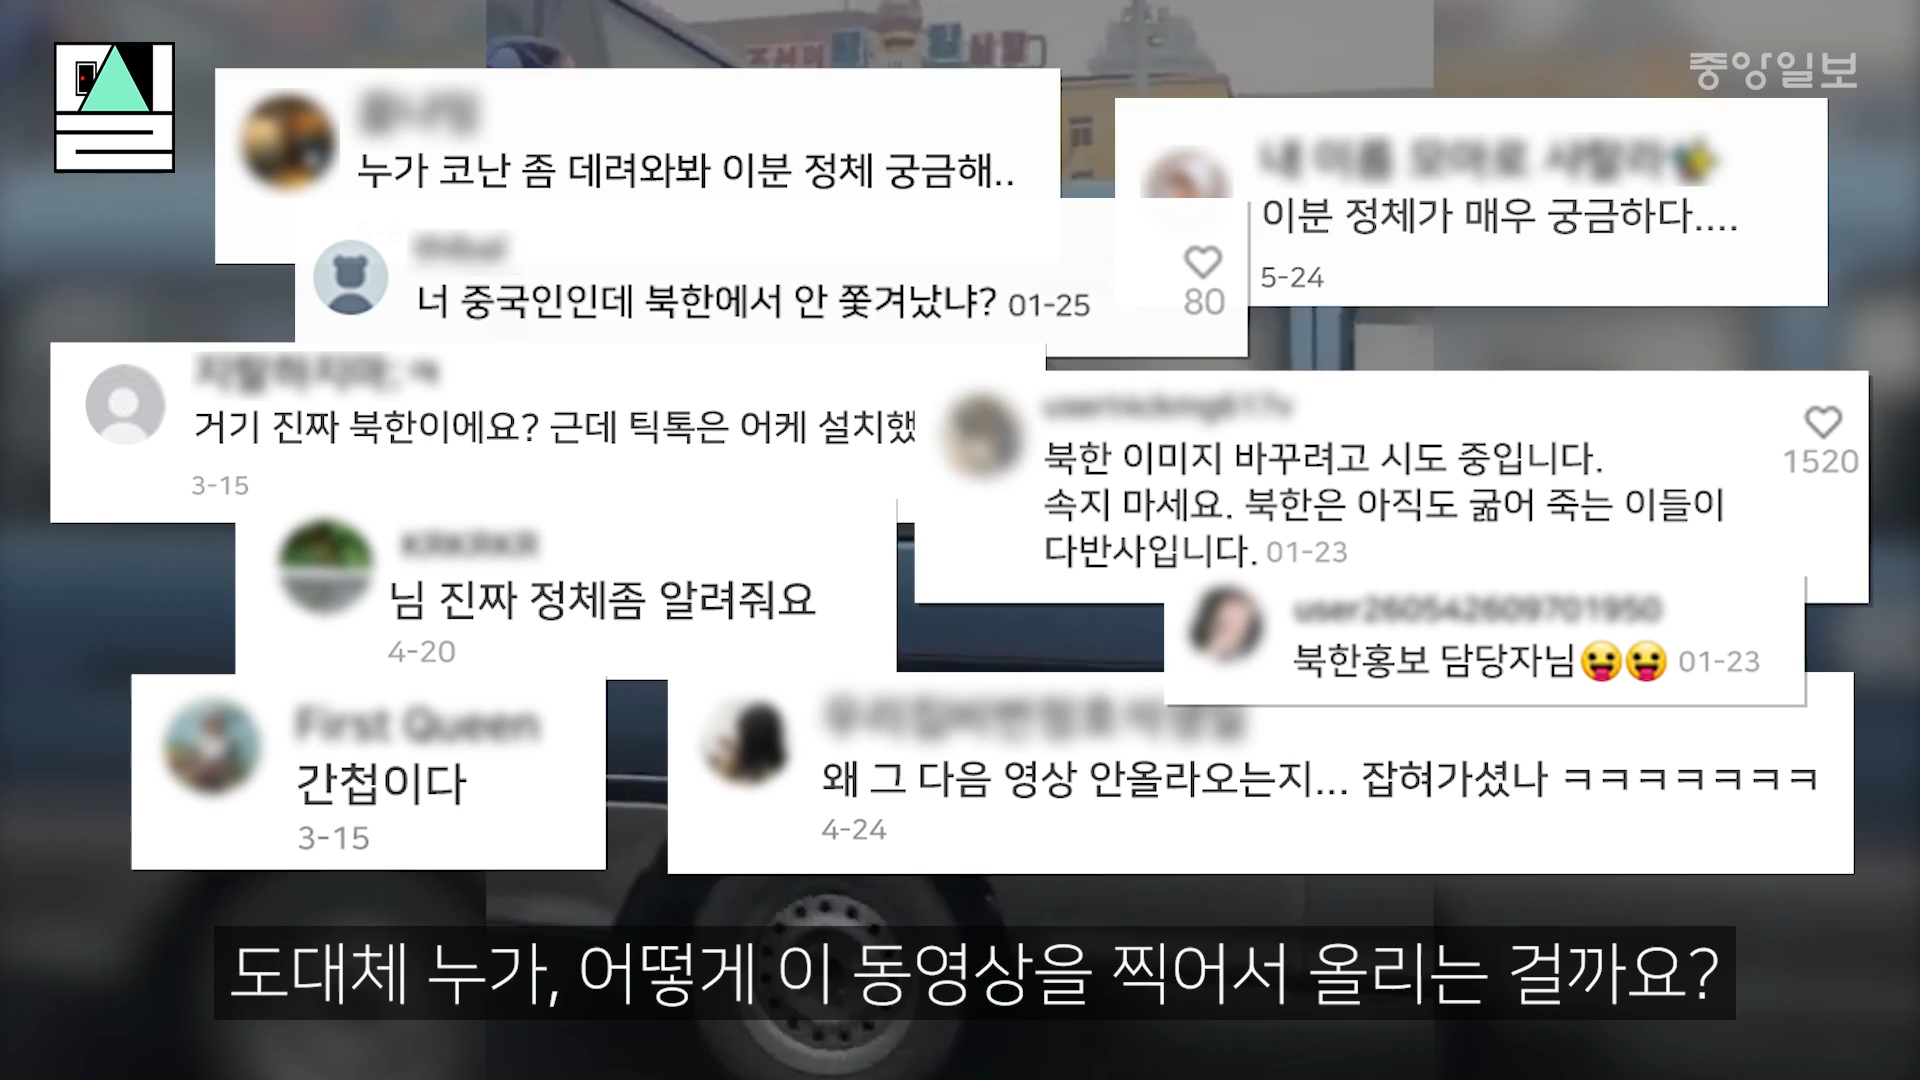 중앙일보
누가 코난 좀 데려와봐 이분 정체 궁금해..
이분 정체가 매우 궁금하다....
5-24
너 중국인인데 북한에서 안 쫓겨났냐? 01-25
80
거기 진짜 북한이에요? 근데 틱톡은 어케 설치했
3-15
북한 이미지 바꾸려고 시도 중입니다.
속지 마세요. 북한은 아직도 굶어 죽는 이들이
다반사입니다. 01-23
1520
KRKRKR
님 진짜 정체좀 알려줘요
4-20
user260542609701950
북한홍보 담당자님😛😛 01-23
First Queen
간첩이다
3-15
왜 그 다음 영상 안올라오는지... 잡혀가셨나 ㅋㅋㅋㅋㅋㅋㅋ
4-24
도대체 누가, 어떻게 이 동영상을 찍어서 올리는 걸까요?